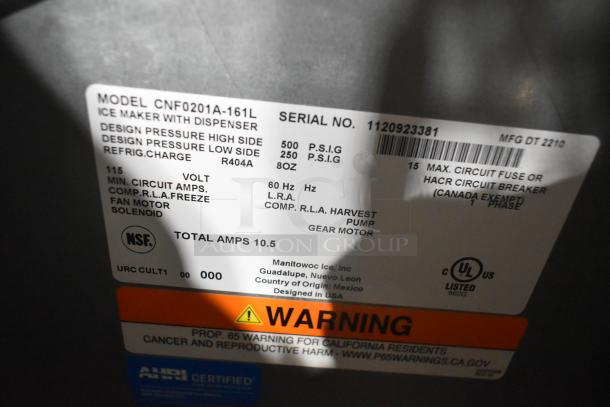 MODEL CNF0201A-161L SERIAL NO. 1120923381 MFG DT 2210
ICE MAKER WITH DISPENSER
DESIGN PRESSURE HIGH SIDE 500 P.S.I.G
DESIGN PRESSURE LOW SIDE 250 P.S.I.G
REFRIG.CHARGE R404A 8OZ
15 MAX. CIRCUIT FUSE OR
HACR CIRCUIT BREAKER
(CANADA EXEMPT)
115 VOLT 60 Hz Hz 1 PHASE
MIN. CIRCUIT AMPS. L.R.A.
COMP.R.L.A.FREEZE COMP. R.L.A. HARVEST
FAN MOTOR PUMP
SOLENOID GEAR MOTOR
NSF TOTAL AMPS 10.5
Manitowoc Ice, Inc
Guadalupe, Nuevo Leon
Country of Origin: Mexico
Designed in USA
URC CULT1 00 000
C UL US
LISTED
WARNING
PROP. 65 WARNING FOR CALIFORNIA RESIDENTS
CANCER AND REPRODUCTIVE HARM - WWW.P65WARNINGS.CA.GOV
AHRI CERTIFIED
PCI
AUCTION GROUP